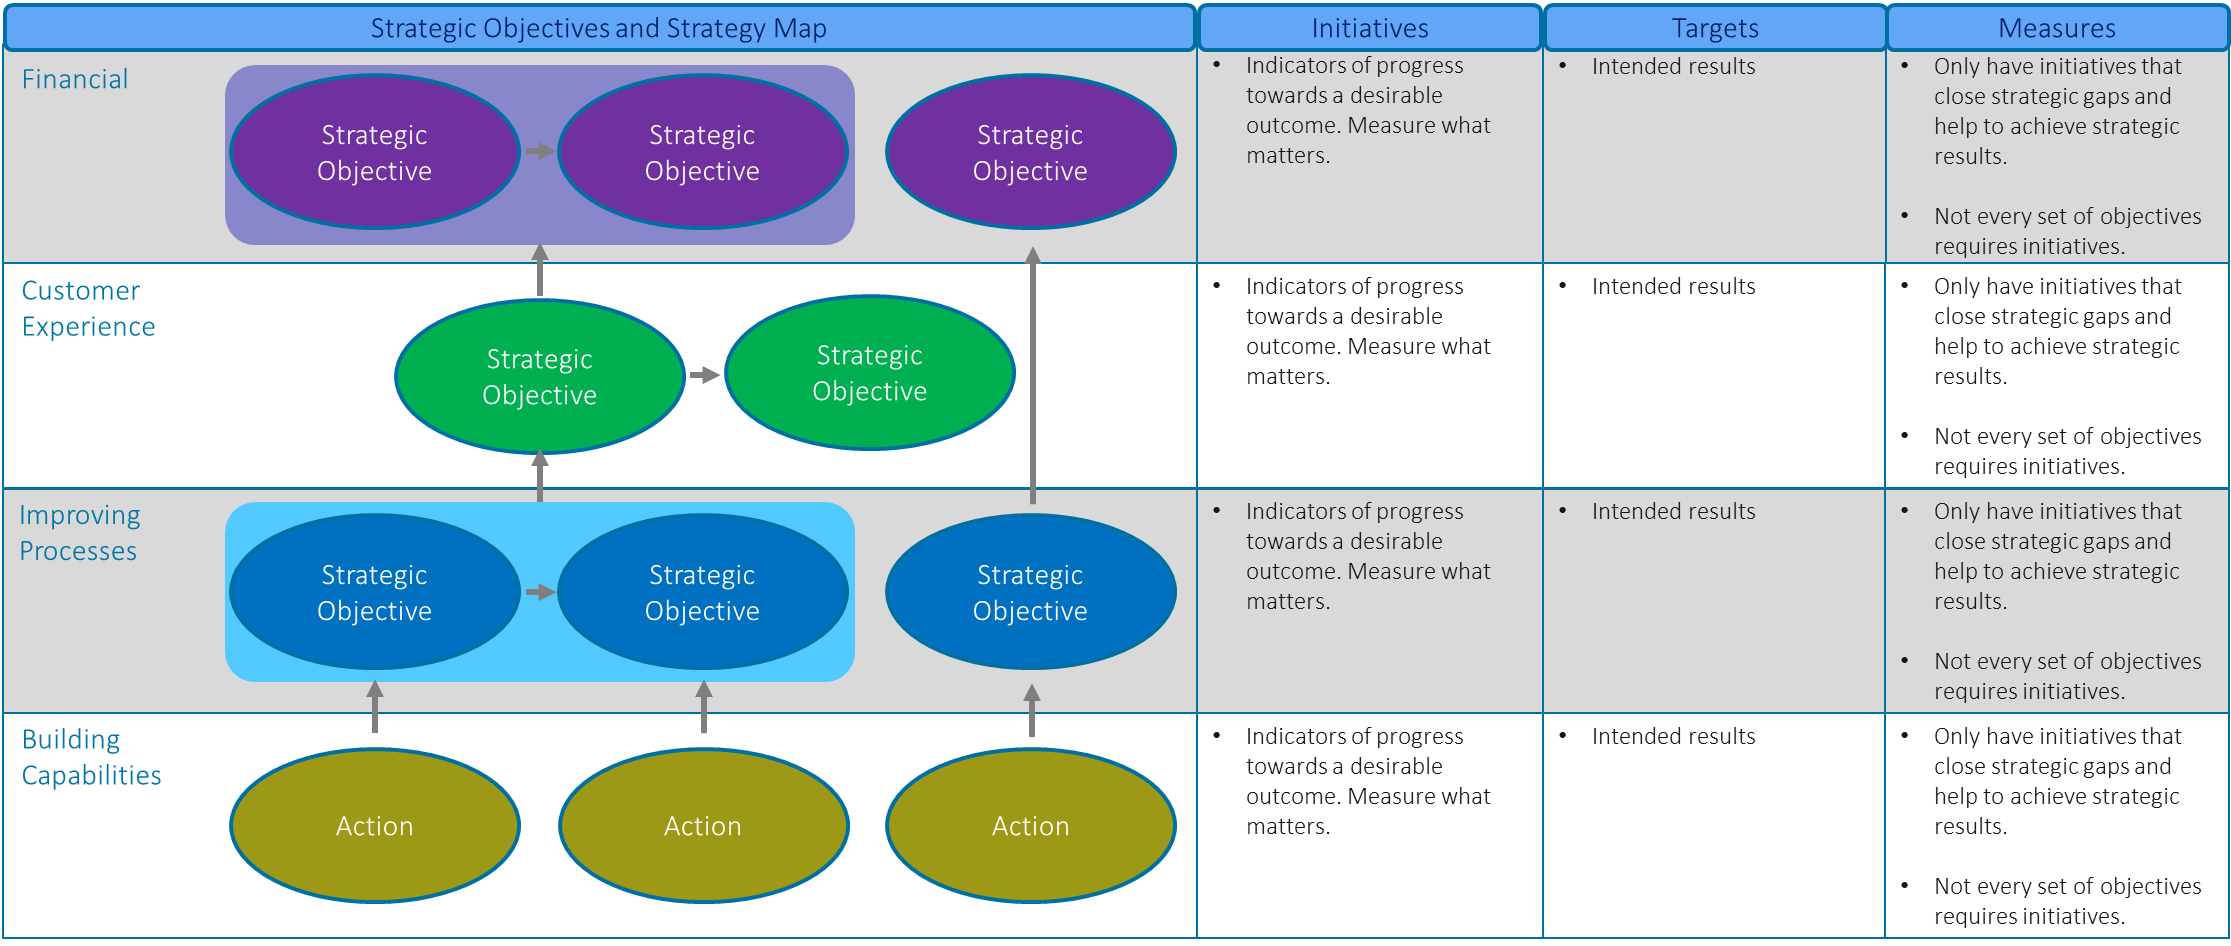 Strategic Objectives and Strategy Map
Initiatives
Targets
Measures
Financial
Strategic
Objective
Strategic
Objective
Strategic
Objective
• Indicators of progress
towards a desirable
outcome. Measure what
matters.
• Intended results
• Only have initiatives that
close strategic gaps and
help to achieve strategic
results.
• Not every set of objectives
requires initiatives.
Customer
Experience
Strategic
Objective
Strategic
Objective
• Indicators of progress
towards a desirable
outcome. Measure what
matters.
• Intended results
• Only have initiatives that
close strategic gaps and
help to achieve strategic
results.
• Not every set of objectives
requires initiatives.
Improving
Processes
Strategic
Objective
Strategic
Objective
Strategic
Objective
• Indicators of progress
towards a desirable
outcome. Measure what
matters.
• Intended results
• Only have initiatives that
close strategic gaps and
help to achieve strategic
results.
• Not every set of objectives
requires initiatives.
Building
Capabilities
Action
Action
Action
• Indicators of progress
towards a desirable
outcome. Measure what
matters.
• Intended results
• Only have initiatives that
close strategic gaps and
help to achieve strategic
results.
• Not every set of objectives
requires initiatives.